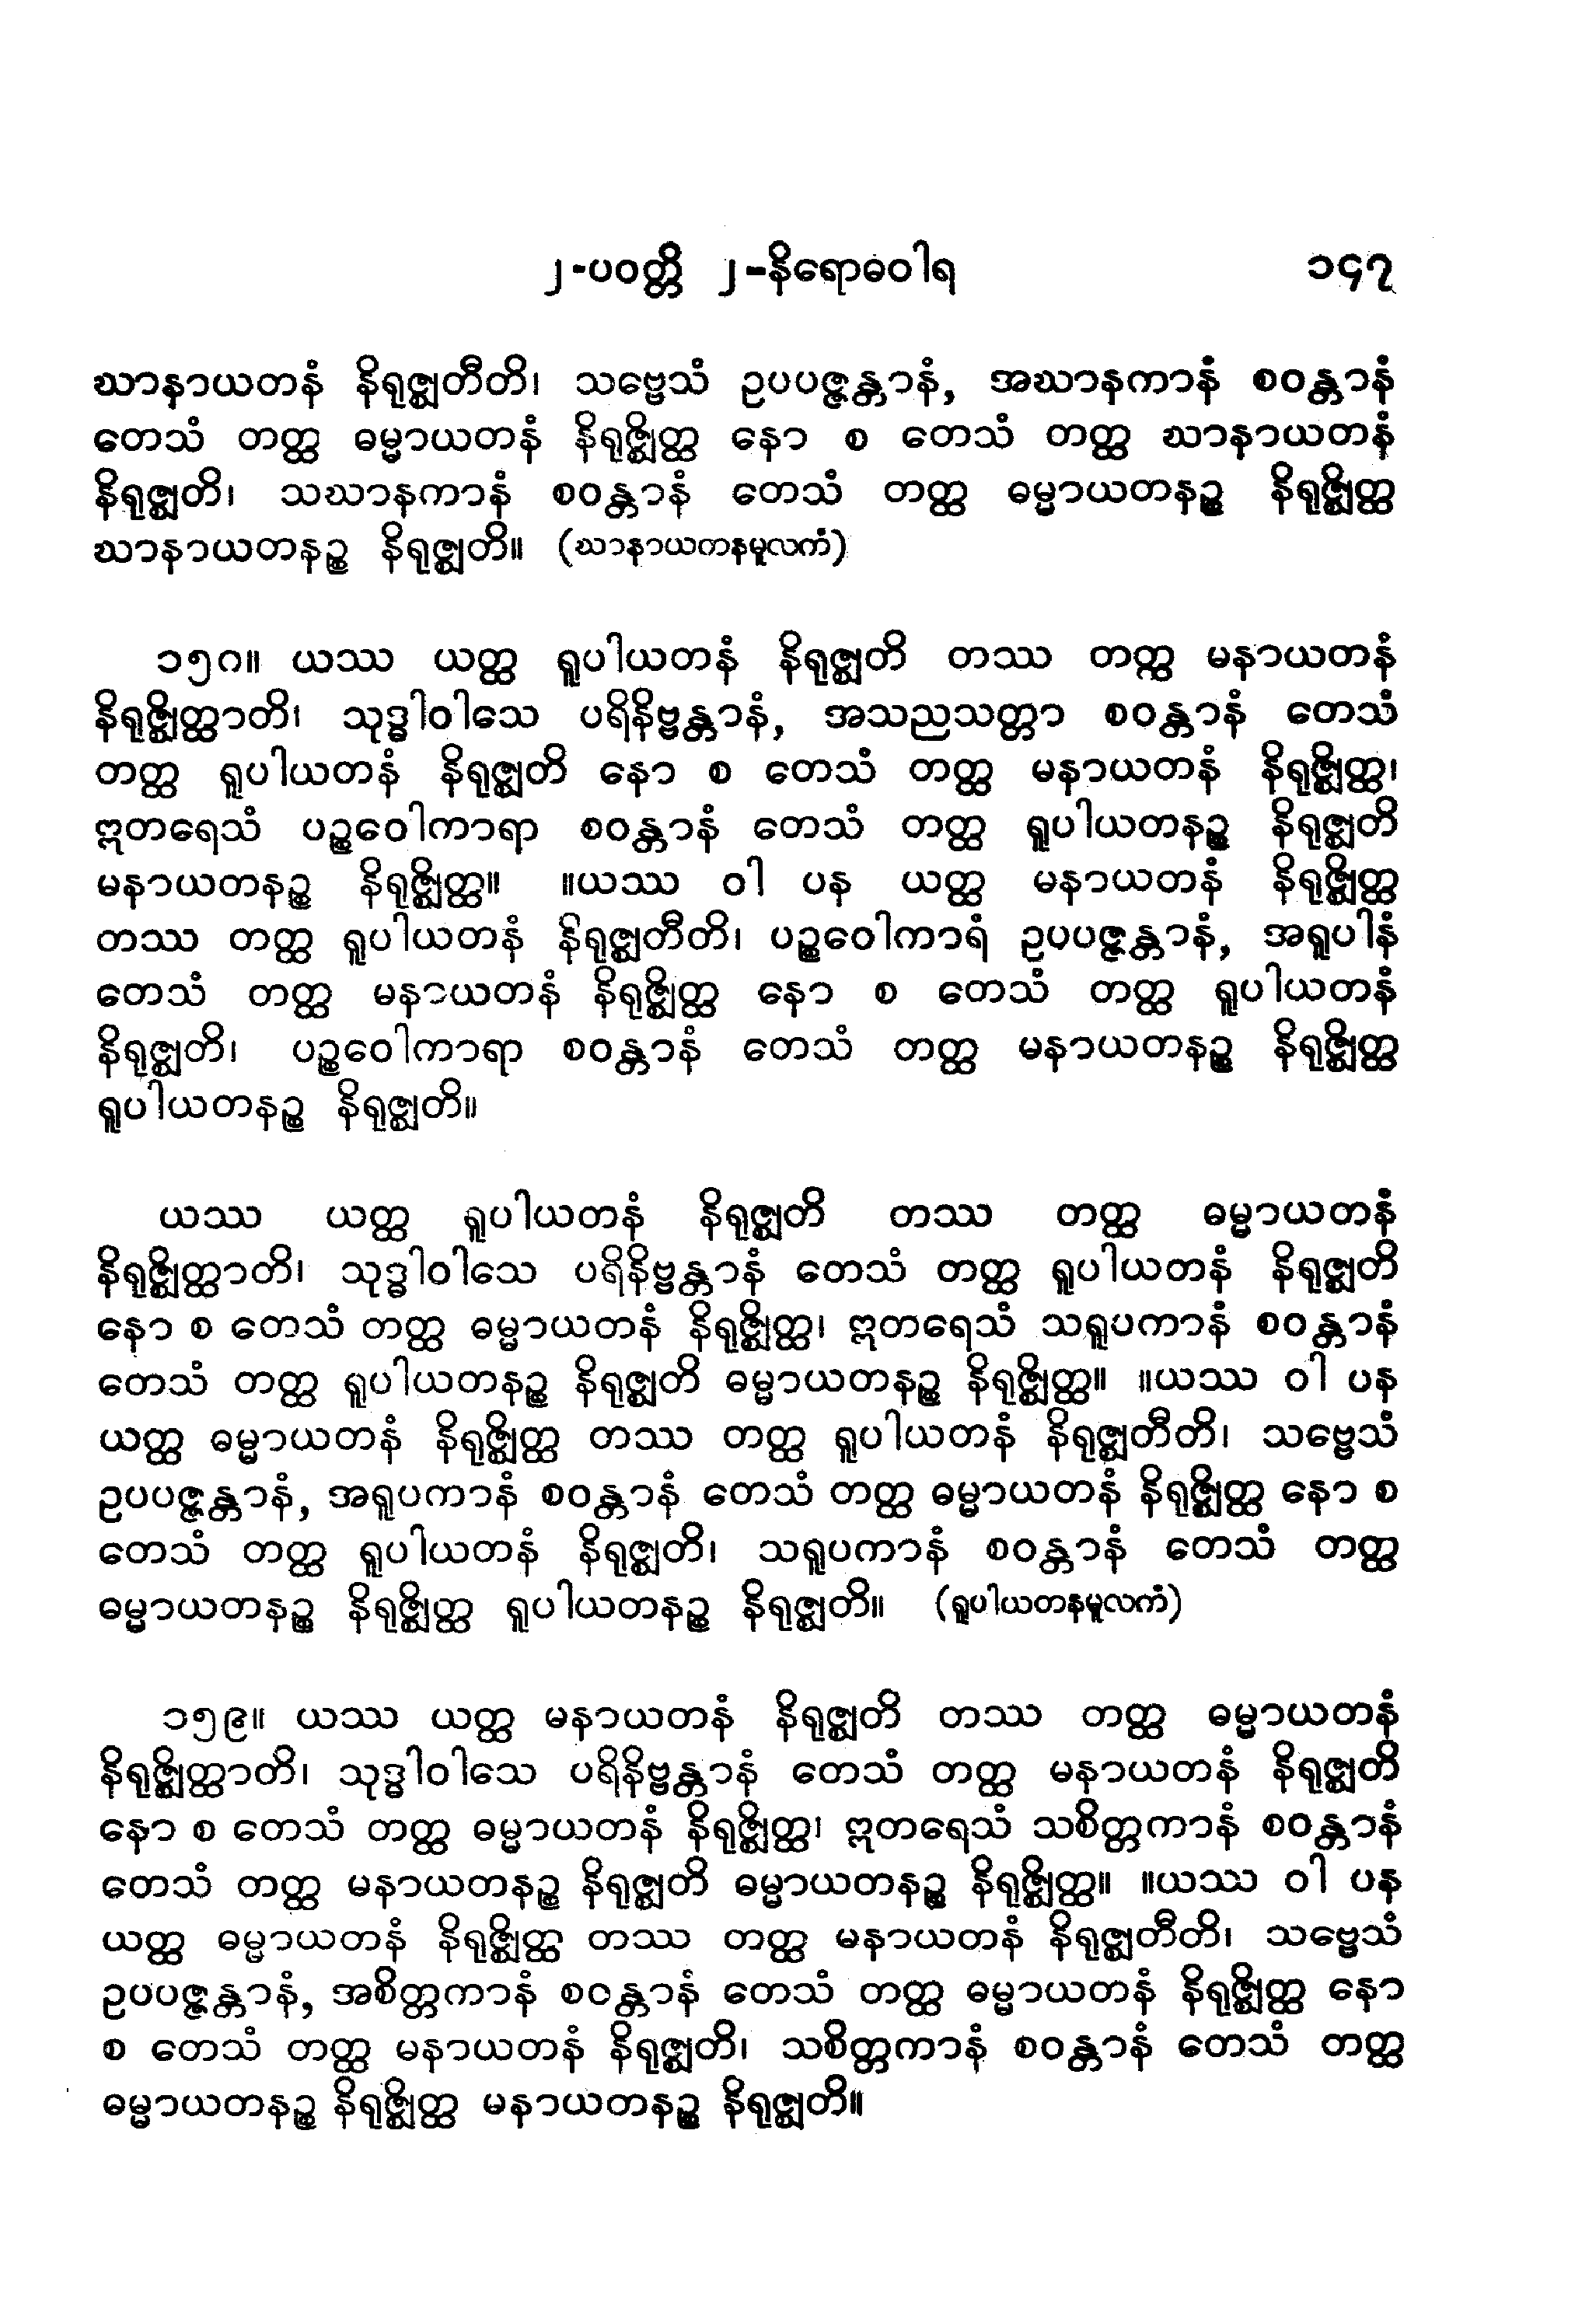 ၂-ပဝတ္တိ ၂-နိရောဓဝါရ ၁၄၇
ဃာနာယတနံ နိရုဇ္ဈတီတိ၊ သဗ္ဗေသံ ဥပပဇ္ဇန္တာနံ, အဃာနကာနံ စဝန္တာနံ
တေသံ တတ္ထ ဓမ္မာယတနံ နိရုဇ္ဈိတ္ထ နော စ တေသံ တတ္ထ ဃာနာယတနံ
နိရုဇ္ဈတိ၊ သဃာနကာနံ စဝန္တာနံ တေသံ တတ္ထ ဓမ္မာယတနဉ္စ နိရုဇ္ဈိတ္ထ
ဃာနာယတနဉ္စ နိရုဇ္ဈတိ။ (ဃာနာယကနမူလကံ)
၁၅၈။ ယဿ ယတ္ထ ရူပါယတနံ နိရုဇ္ဈတိ တဿ တတ္ထ မနာယတနံ
နိရုဇ္ဈိတ္ထာတိ၊ သုဒ္ဓါဝါသေ ပရိနိဗ္ဗန္တာနံ, အသညသတ္တာ စဝန္တာနံ တေသံ
တတ္ထ ရူပါယတနံ နိရုဇ္ဈတိ နော စ တေသံ တတ္ထ မနာယတနံ နိရုဇ္ဈိတ္ထ၊
ဣတရေသံ ပဉ္စဝေါကာရာ စဝန္တာနံ တေသံ တတ္ထ ရူပါယတနဉ္စ နိရုဇ္ဈတိ
မနာယတနဉ္စ နိရုဇ္ဈိတ္ထ။ ။ယဿ ဝါ ပန ယတ္ထ မနာယတနံ နိရုဇ္ဈိတ္ထ
တဿ တတ္ထ ရူပါယတနံ နိရုဇ္ဈတီတိ၊ ပဉ္စဝေါကာရံ ဥပပဇ္ဇန္တာနံ, အရူပါနံ
တေသံ တတ္ထ မနာယတနံ နိရုဇ္ဈိတ္ထ နော စ တေသံ တတ္ထ ရူပါယတနံ
နိရုဇ္ဈတိ၊ ပဉ္စဝေါကာရာ စဝန္တာနံ တေသံ တတ္ထ မနာယတနဉ္စ နိရုဇ္ဈိတ္ထ
ရူပါယတနဉ္စ နိရုဇ္ဈတိ။
ယဿ ယတ္ထ ရူပါယတနံ နိရုဇ္ဈတိ တဿ တတ္ထ ဓမ္မာယတနံ
နိရုဇ္ဈိတ္ထာတိ၊ သုဒ္ဓါဝါသေ ပရိနိဗ္ဗန္တာနံ တေသံ တတ္ထ ရူပါယတနံ နိရုဇ္ဈတိ
နော စ တေသံ တတ္ထ ဓမ္မာယတနံ နိရုဇ္ဈိတ္ထ၊ ဣတရေသံ သရူပကာနံ စဝန္တာနံ
တေသံ တတ္ထ ရူပါယတနဉ္စ နိရုဇ္ဈတိ ဓမ္မာယတနဉ္စ နိရုဇ္ဈိတ္ထ။ ။ယဿ ဝါ ပန
ယတ္ထ ဓမ္မာယတနံ နိရုဇ္ဈိတ္ထ တဿ တတ္ထ ရူပါယတနံ နိရုဇ္ဈတီတိ၊ သဗ္ဗေသံ
ဥပပဇ္ဇန္တာနံ, အရူပကာနံ စဝန္တာနံ တေသံ တတ္ထ ဓမ္မာယတနံ နိရုဇ္ဈိတ္ထ နော စ
တေသံ တတ္ထ ရူပါယတနံ နိရုဇ္ဈတိ၊ သရူပကာနံ စဝန္တာနံ တေသံ တတ္ထ
ဓမ္မာယတနဉ္စ နိရုဇ္ဈိတ္ထ ရူပါယတနဉ္စ နိရုဇ္ဈတိ။ (ရူပါယတနမူလကံ)
၁၅၉။ ယဿ ယတ္ထ မနာယတနံ နိရုဇ္ဈတိ တဿ တတ္ထ ဓမ္မာယတနံ
နိရုဇ္ဈိတ္ထာတိ၊ သုဒ္ဓါဝါသေ ပရိနိဗ္ဗန္တာနံ တေသံ တတ္ထ မနာယတနံ နိရုဇ္ဈတိ
နော စ တေသံ တတ္ထ ဓမ္မာယတနံ နိရုဇ္ဈိတ္ထ၊ ဣတရေသံ သစိတ္တကာနံ စဝန္တာနံ
တေသံ တတ္ထ မနာယတနဉ္စ နိရုဇ္ဈတိ ဓမ္မာယတနဉ္စ နိရုဇ္ဈိတ္ထ။ ။ယဿ ဝါ ပန
ယတ္ထ ဓမ္မာယတနံ နိရုဇ္ဈိတ္ထ တဿ တတ္ထ မနာယတနံ နိရုဇ္ဈတီတိ၊ သဗ္ဗေသံ
ဥပပဇ္ဇန္တာနံ, အစိတ္တကာနံ စဝန္တာနံ တေသံ တတ္ထ ဓမ္မာယတနံ နိရုဇ္ဈိတ္ထ နော
စ တေသံ တတ္ထ မနာယတနံ နိရုဇ္ဈတိ၊ သစိတ္တကာနံ စဝန္တာနံ တေသံ တတ္ထ
ဓမ္မာယတနဉ္စ နိရုဇ္ဈိတ္ထ မနာယတနဉ္စ နိရုဇ္ဈတိ။